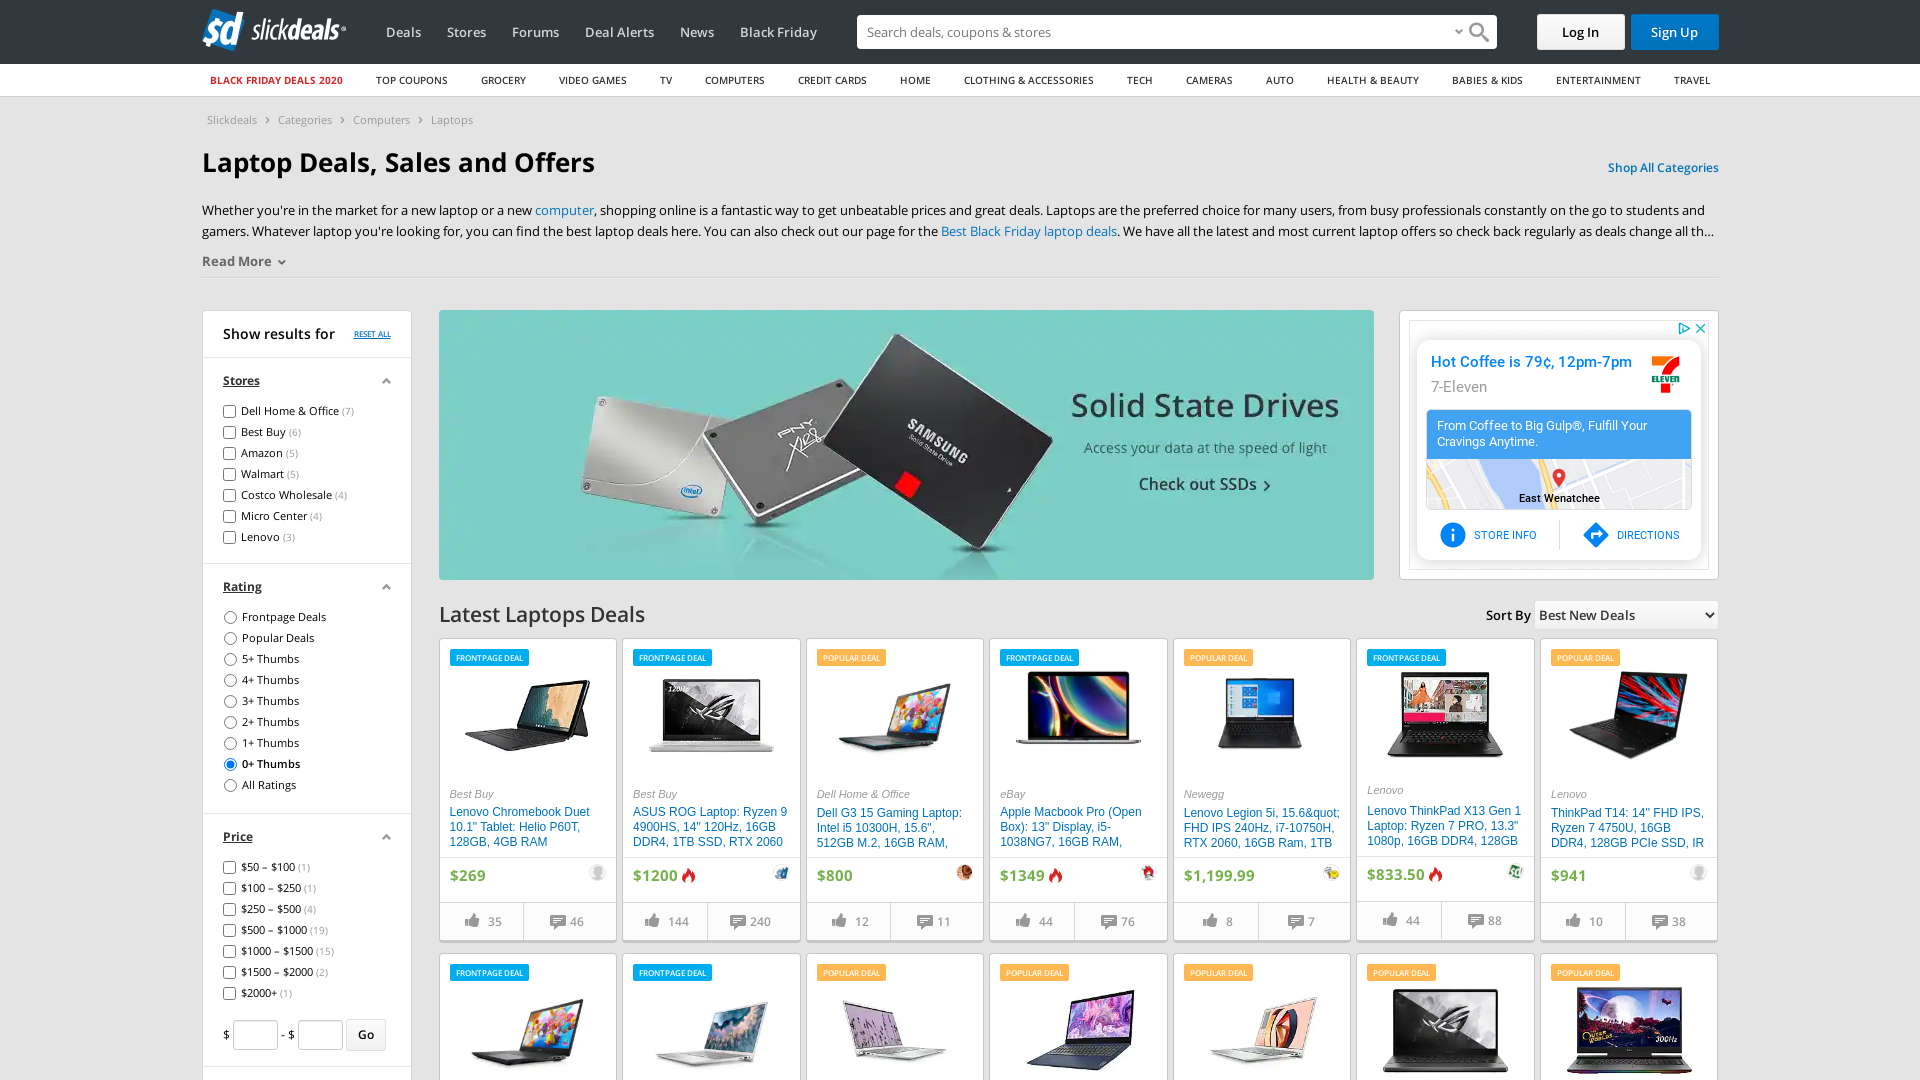 sd slickdeals
Deals
Stores
Forums
Deal Alerts
News
Black Friday
Search deals, coupons & stores
Log In
Sign Up
BLACK FRIDAY DEALS 2020
TOP COUPONS
GROCERY
VIDEO GAMES
TV
COMPUTERS
CREDIT CARDS
HOME
CLOTHING & ACCESSORIES
TECH
CAMERAS
AUTO
HEALTH & BEAUTY
BABIES & KIDS
ENTERTAINMENT
TRAVEL
Slickdeals > Categories > Computers > Laptops
Laptop Deals, Sales and Offers
Shop All Categories
Whether you're in the market for a new laptop or a new computer, shopping online is a fantastic way to get unbeatable prices and great deals. Laptops are the preferred choice for many users, from busy professionals constantly on the go to students and
gamers. Whatever laptop you're looking for, you can find the best laptop deals here. You can also check out our page for the Best Black Friday laptop deals. We have all the latest and most current laptop offers so check back regularly as deals change all th...
Read More
Show results for
RESET ALL
Stores
Dell Home & Office (7)
Best Buy (6)
Amazon (5)
Walmart (5)
Costco Wholesale (4)
Micro Center (4)
Lenovo (3)
Rating
Frontpage Deals
Popular Deals
5+ Thumbs
4+ Thumbs
3+ Thumbs
2+ Thumbs
1+ Thumbs
0+ Thumbs
All Ratings
Price
$50 – $100 (1)
$100 – $250 (1)
$250 – $500 (4)
$500 – $1000 (19)
$1000 – $1500 (15)
$1500 – $2000 (2)
$2000+ (1)
$ - $ Go
intel
PNY
XLR8
SAMSUNG
Solid State Drive
Solid State Drives
Access your data at the speed of light
Check out SSDs >
Hot Coffee is 79¢, 12pm-7pm
7-Eleven
7 ELEVEN
From Coffee to Big Gulp®, Fulfill Your
Cravings Anytime.
East Wenatchee
STORE INFO
DIRECTIONS
Latest Laptops Deals
Sort By Best New Deals
FRONTPAGE DEAL
Best Buy
Lenovo Chromebook Duet
10.1" Tablet: Helio P60T,
128GB, 4GB RAM
$269
35
46
FRONTPAGE DEAL
120Hz
Best Buy
ASUS ROG Laptop: Ryzen 9
4900HS, 14" 120Hz, 16GB
DDR4, 1TB SSD, RTX 2060
$1200
144
240
POPULAR DEAL
Dell Home & Office
Dell G3 15 Gaming Laptop:
Intel i5 10300H, 15.6",
512GB M.2, 16GB RAM,
$800
12
11
FRONTPAGE DEAL
eBay
Apple Macbook Pro (Open
Box): 13" Display, i5-
1038NG7, 16GB RAM,
$1349
44
76
POPULAR DEAL
Newegg
Lenovo Legion 5i, 15.6&quot;
FHD IPS 240Hz, i7-10750H,
RTX 2060, 16GB Ram, 1TB
$1,199.99
8
7
FRONTPAGE DEAL
Lenovo
Lenovo ThinkPad X13 Gen 1
Laptop: Ryzen 7 PRO, 13.3"
1080p, 16GB DDR4, 128GB
$833.50
44
88
POPULAR DEAL
Lenovo
ThinkPad T14: 14" FHD IPS,
Ryzen 7 4750U, 16GB
DDR4, 128GB PCIe SSD, IR
$941
10
38
FRONTPAGE DEAL
FRONTPAGE DEAL
POPULAR DEAL
POPULAR DEAL
POPULAR DEAL
POPULAR DEAL
POPULAR DEAL
300Hz